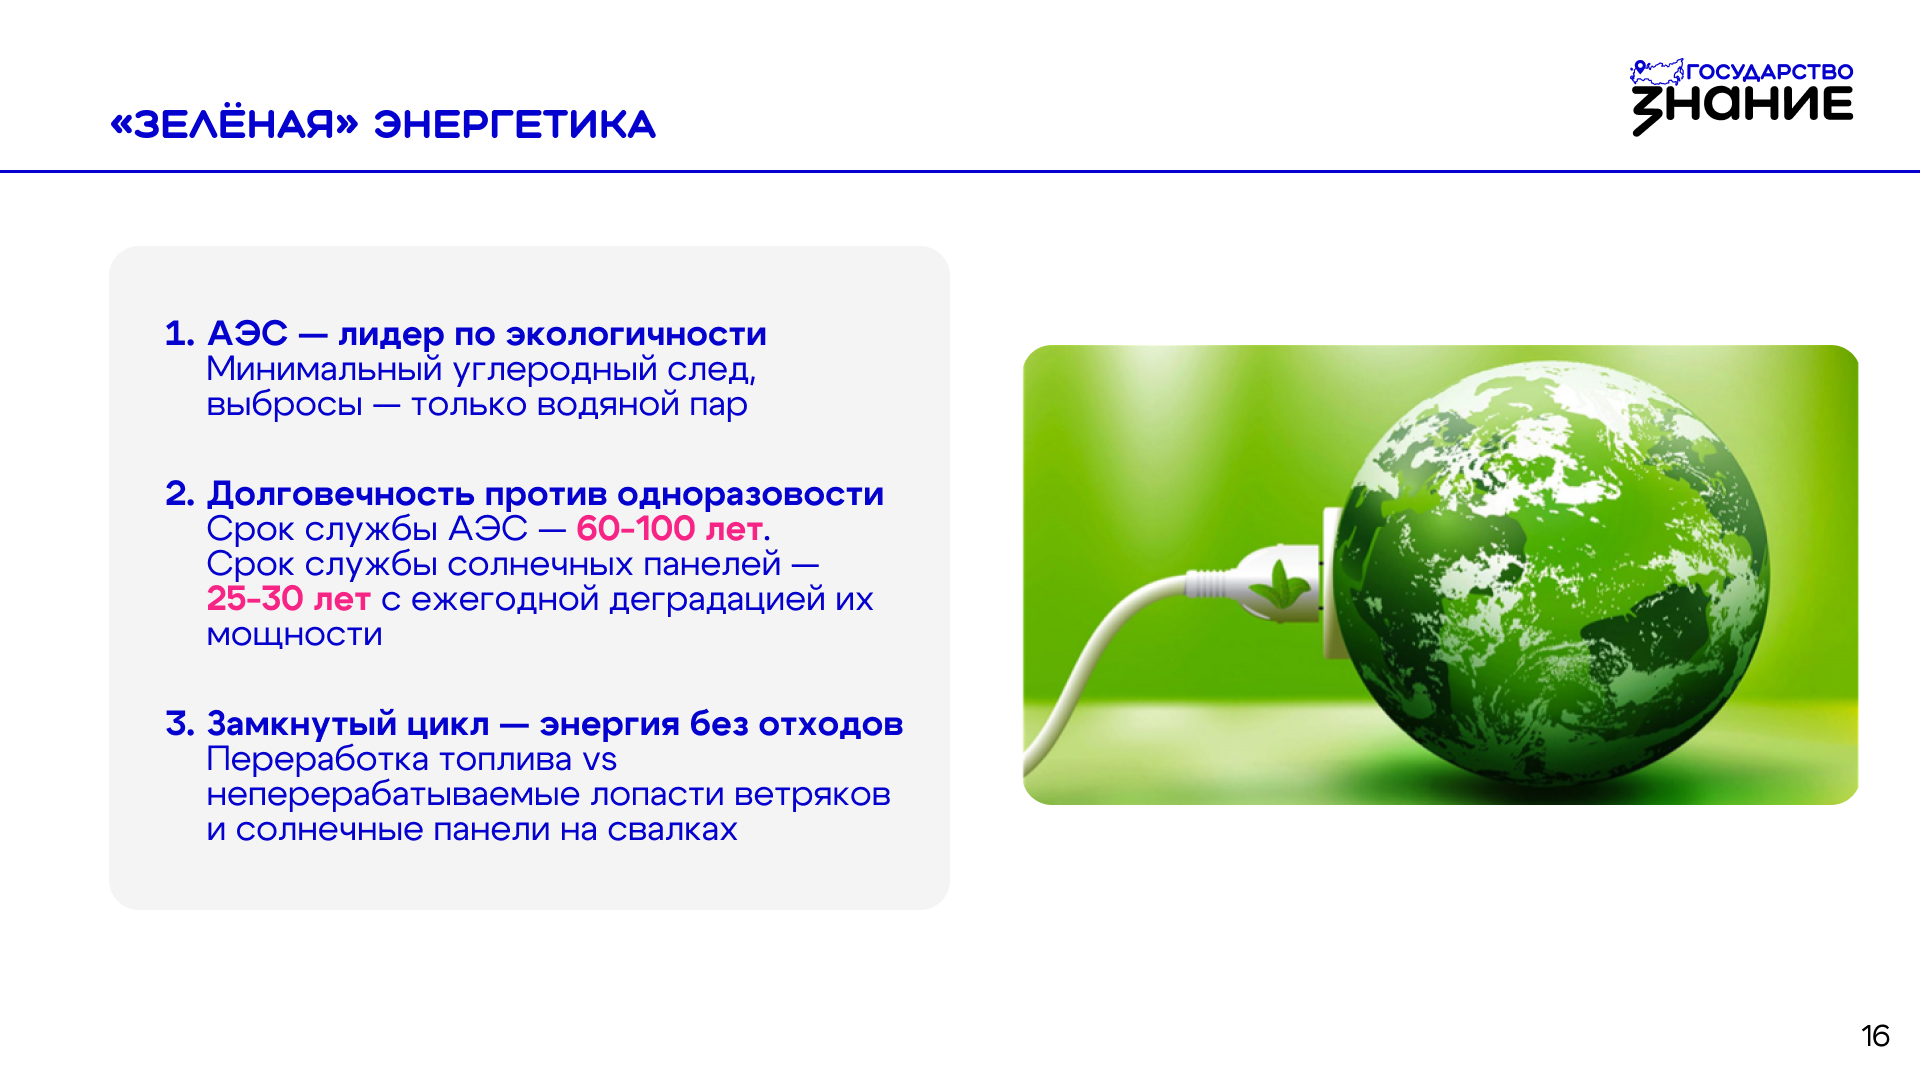 «ЗЕЛЁНАЯ» ЭНЕРГЕТИКА
ГОСУДАРСТВО
ЗНАНИЕ
1. АЭС — лидер по экологичности
Минимальный углеродный след,
выбросы — только водяной пар
2. Долговечность против одноразовости
Срок службы АЭС — 60-100 лет.
Срок службы солнечных панелей —
25-30 лет с ежегодной деградацией их
мощности
3. Замкнутый цикл — энергия без отходов
Переработка топлива vs
неперерабатываемые лопасти ветряков
и солнечные панели на свалках
16